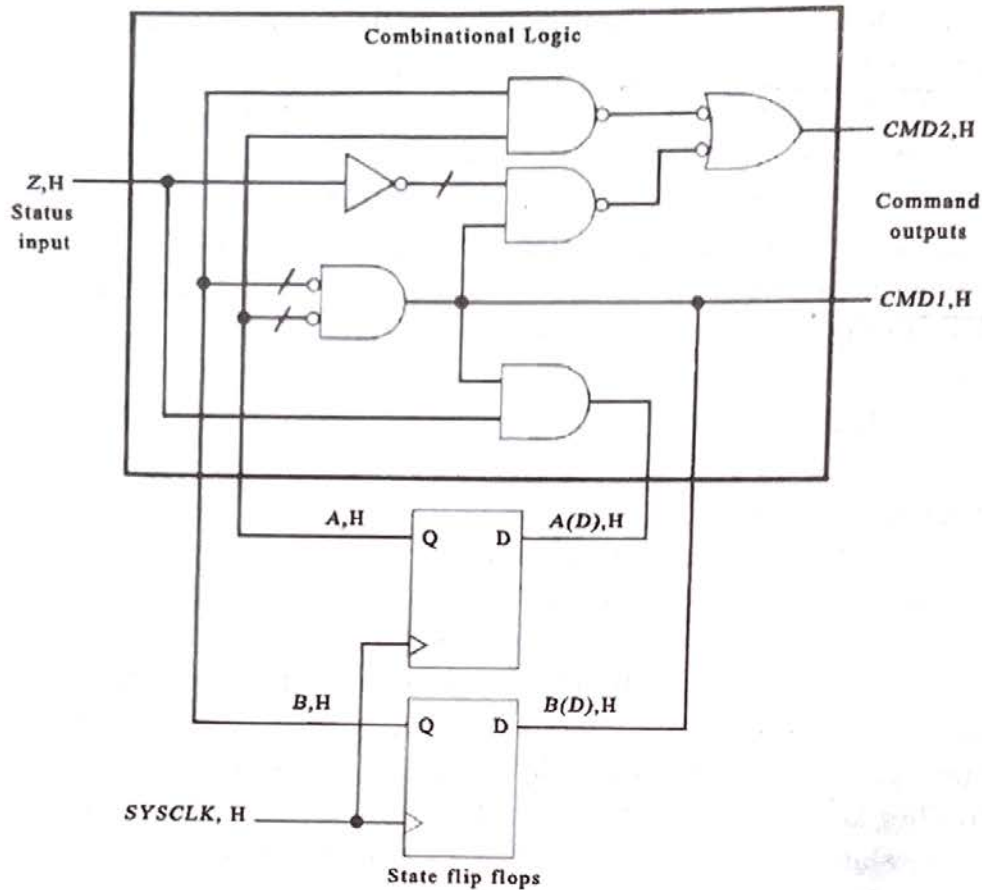 Combinational Logic
CMD2,H
Z,H
Status
input
Command
outputs
CMD1,H
A,H
A(D),H
Q
D
B,H
B(D),H
Q
D
SYSCLK, H
State flip flops